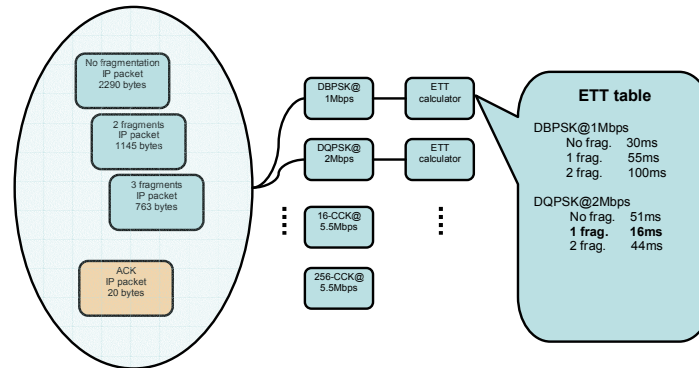 No fragmentation
IP packet
2290 bytes
2 fragments
IP packet
1145 bytes
3 fragments
IP packet
763 bytes
ACK
IP packet
20 bytes
DBPSK@
1Mbps
ETT
calculator
DQPSK@
2Mbps
ETT
calculator
16-CCK@
5.5Mbps
256-CCK@
5.5Mbps
ETT table
DBPSK@1Mbps
No frag. 30ms
1 frag. 55ms
2 frag. 100ms
DQPSK@2Mbps
No frag. 51ms
1 frag. 16ms
2 frag. 44ms